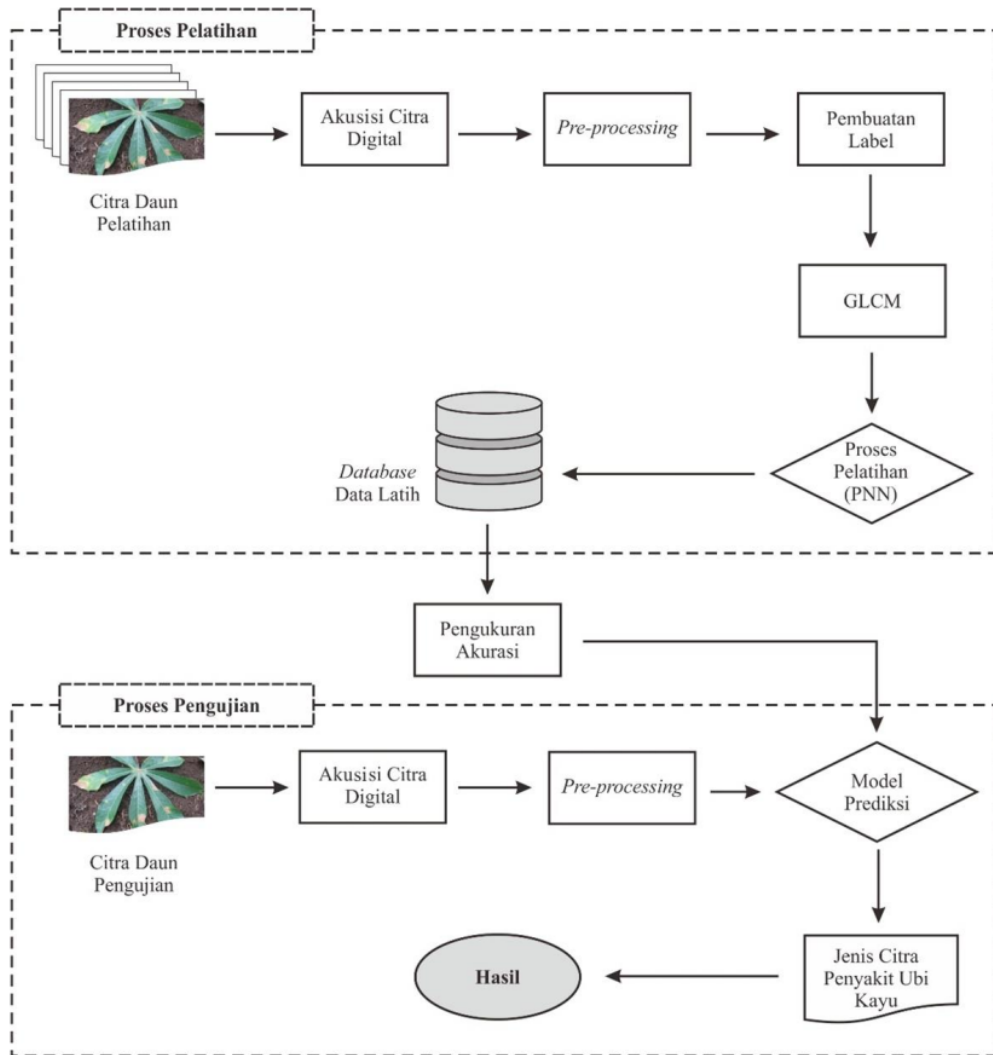 Proses Pelatihan
Citra Daun
Pelatihan
Akusisi Citra
Digital
Pre-processing
Pembuatan
Label
GLCM
Proses
Pelatihan
(PNN)
Database
Data Latih
Pengukuran
Akurasi
Proses Pengujian
Citra Daun
Pengujian
Akusisi Citra
Digital
Pre-processing
Model
Prediksi
Jenis Citra
Penyakit Ubi
Kayu
Hasil